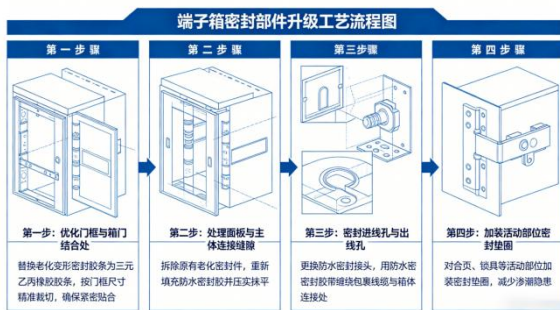 端子箱密封部件升级工艺流程图
第一步骤
第二步骤
第三步骤
第四步骤
第一步：优化门框与箱门
结合处
替换老化变形密封胶条为三元
乙丙橡胶胶条，按门框尺寸
精准裁切，确保紧密贴合
第二步：处理面板与主
体连接缝隙
拆除原有老化密封件，重新
填充防水密封胶并压实抹平
第三步：密封进线孔与出
线孔
更换防水密封接头，用防水密
密封胶带缠绕包裹线缆与箱体
连接处
第四步：加装活动部位密
封垫圈
对合页、锁具等活动部位加
装密封垫圈，减少渗潮隐患